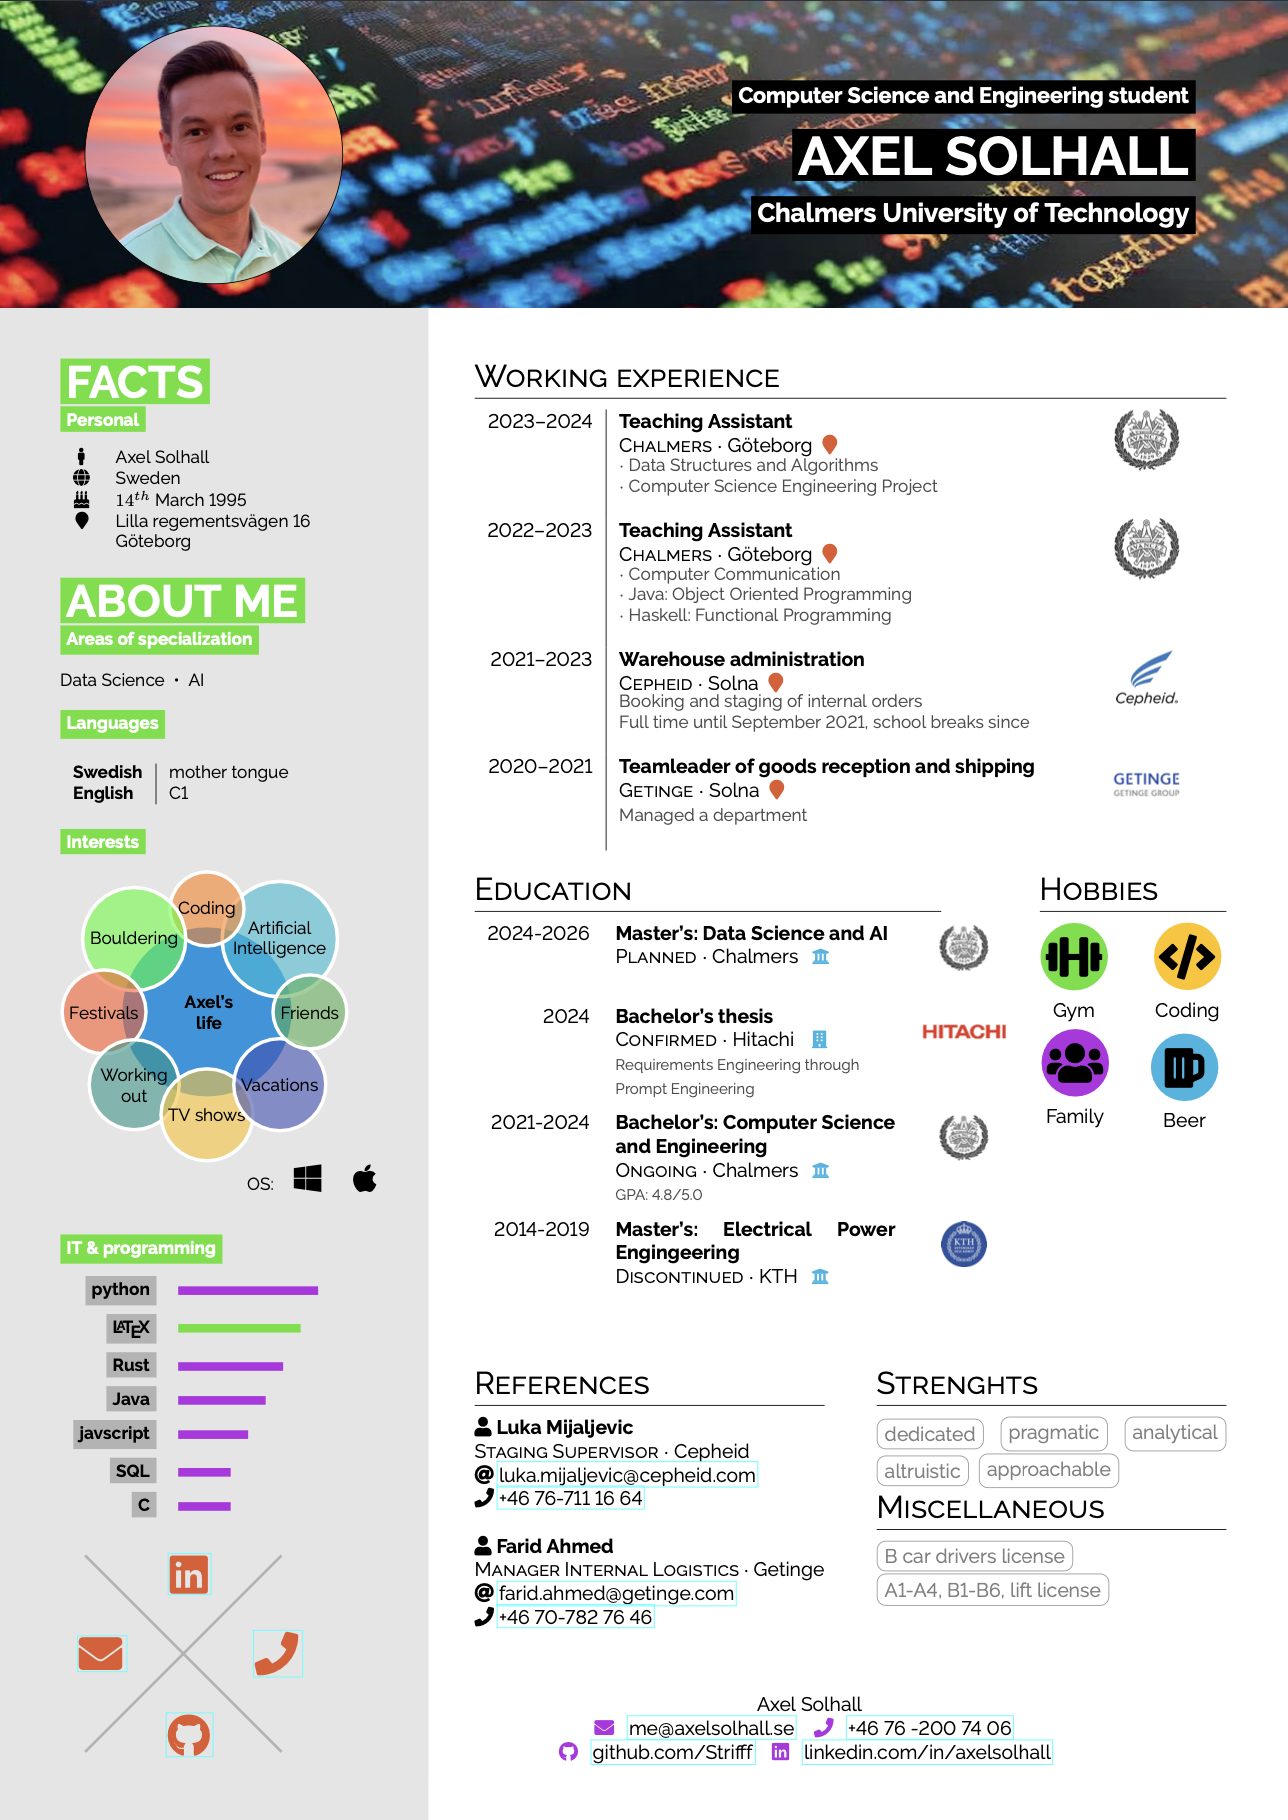 Computer Science and Engineering student
AXEL SOLHALL
Chalmers University of Technology
FACTS
Personal
Axel Solhall
Sweden
14th March 1995
Lilla regementsvägen 16
Göteborg
ABOUT ME
Areas of specialization
Data Science • AI
Languages
Swedish mother tongue
English C1
Interests
Coding
Bouldering
Artificial
Intelligence
Festivals
Axel's
life
Friends
Working
out
Vacations
TV shows
OS:
IT & programming
python
LATEX
Rust
Java
javscript
SQL
C
WORKING EXPERIENCE
2023–2024 Teaching Assistant
CHALMERS · Göteborg
· Data Structures and Algorithms
· Computer Science Engineering Project
2022–2023 Teaching Assistant
CHALMERS · Göteborg
· Computer Communication
· Java: Object Oriented Programming
· Haskell: Functional Programming
2021–2023 Warehouse administration
CEPHEID · Solna
Booking and staging of internal orders
Full time until September 2021, school breaks since
Cepheid.
2020–2021 Teamleader of goods reception and shipping
GETINGE · Solna
Managed a department
GETINGE
GETINGE GROUP
EDUCATION
2024-2026 Master's: Data Science and AI
PLANNED · Chalmers
2024 Bachelor's thesis
CONFIRMED · Hitachi
Requirements Engineering through
Prompt Engineering
HITACHI
2021-2024 Bachelor's: Computer Science
and Engineering
ONGOING · Chalmers
GPA: 4.8/5.0
2014-2019 Master's: Electrical Power
Engingeering
DISCONTINUED · KTH
KTH
HOBBIES
Gym Coding
Family Beer
REFERENCES
Luka Mijaljevic
STAGING SUPERVISOR · Cepheid
@ luka.mijaljevic@cepheid.com
+46 76-711 16 64
Farid Ahmed
MANAGER INTERNAL LOGISTICS · Getinge
@ farid.ahmed@getinge.com
+46 70-782 76 46
STRENGHTS
dedicated pragmatic analytical
altruistic approachable
MISCELLANEOUS
B car drivers license
A1-A4, B1-B6, lift license
Axel Solhall
me@axelsolhall.se +46 76 -200 74 06
github.com/Strifff linkedin.com/in/axelsolhall